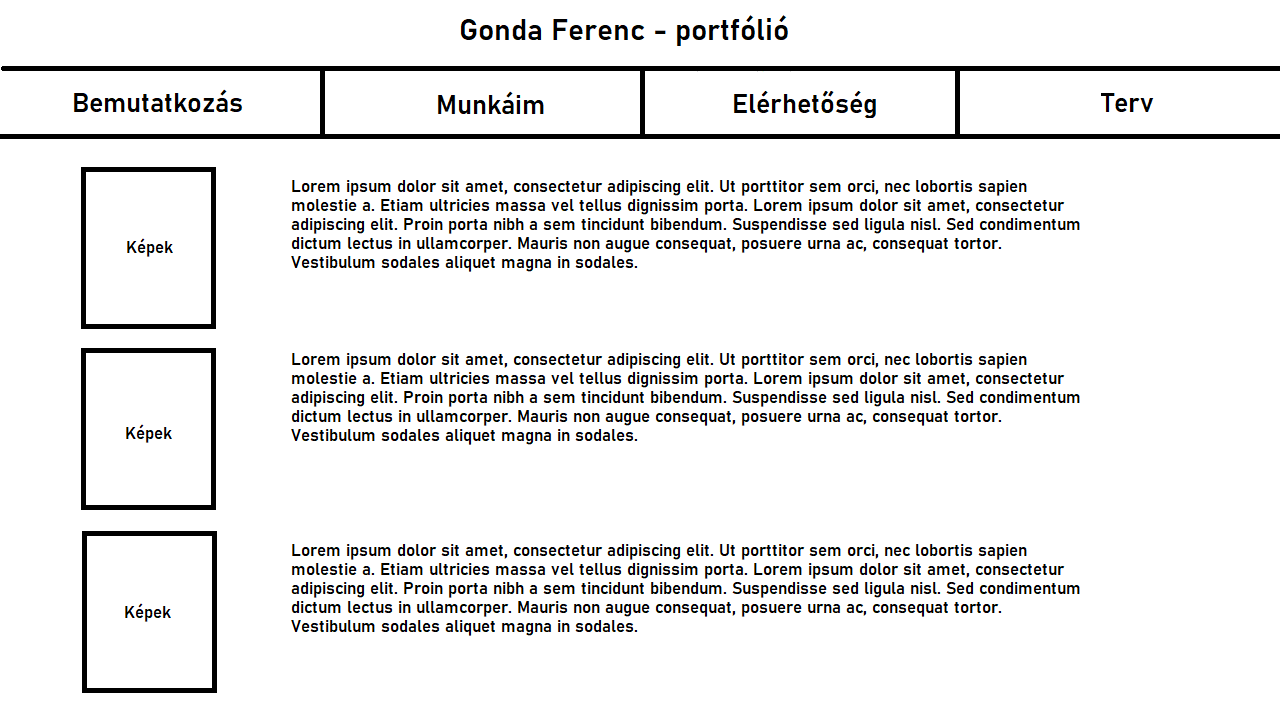 Gonda Ferenc - portfólió
Bemutatkozás
Munkáim
Elérhetőség
Terv
Képek
Lorem ipsum dolor sit amet, consectetur adipiscing elit. Ut porttitor sem orci, nec lobortis sapien
molestie a. Etiam ultricies massa vel tellus dignissim porta. Lorem ipsum dolor sit amet, consectetur
adipiscing elit. Proin porta nibh a sem tincidunt bibendum. Suspendisse sed ligula nisl. Sed condimentum
dictum lectus in ullamcorper. Mauris non augue consequat, posuere urna ac, consequat tortor.
Vestibulum sodales aliquet magna in sodales.
Képek
Lorem ipsum dolor sit amet, consectetur adipiscing elit. Ut porttitor sem orci, nec lobortis sapien
molestie a. Etiam ultricies massa vel tellus dignissim porta. Lorem ipsum dolor sit amet, consectetur
adipiscing elit. Proin porta nibh a sem tincidunt bibendum. Suspendisse sed ligula nisl. Sed condimentum
dictum lectus in ullamcorper. Mauris non augue consequat, posuere urna ac, consequat tortor.
Vestibulum sodales aliquet magna in sodales.
Képek
Lorem ipsum dolor sit amet, consectetur adipiscing elit. Ut porttitor sem orci, nec lobortis sapien
molestie a. Etiam ultricies massa vel tellus dignissim porta. Lorem ipsum dolor sit amet, consectetur
adipiscing elit. Proin porta nibh a sem tincidunt bibendum. Suspendisse sed ligula nisl. Sed condimentum
dictum lectus in ullamcorper. Mauris non augue consequat, posuere urna ac, consequat tortor.
Vestibulum sodales aliquet magna in sodales.